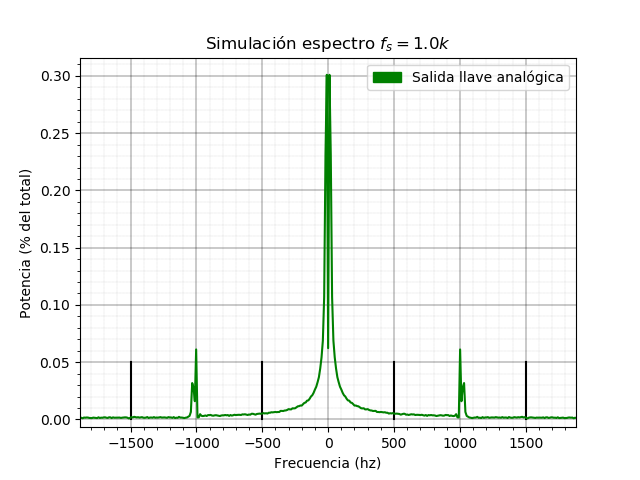 Simulación espectro $f_s = 1.0k$
Salida llave analógica
Potencia (% del total)
0.30
0.25
0.20
0.15
0.10
0.05
0.00
−1500 −1000 −500 0 500 1000 1500
Frecuencia (hz)